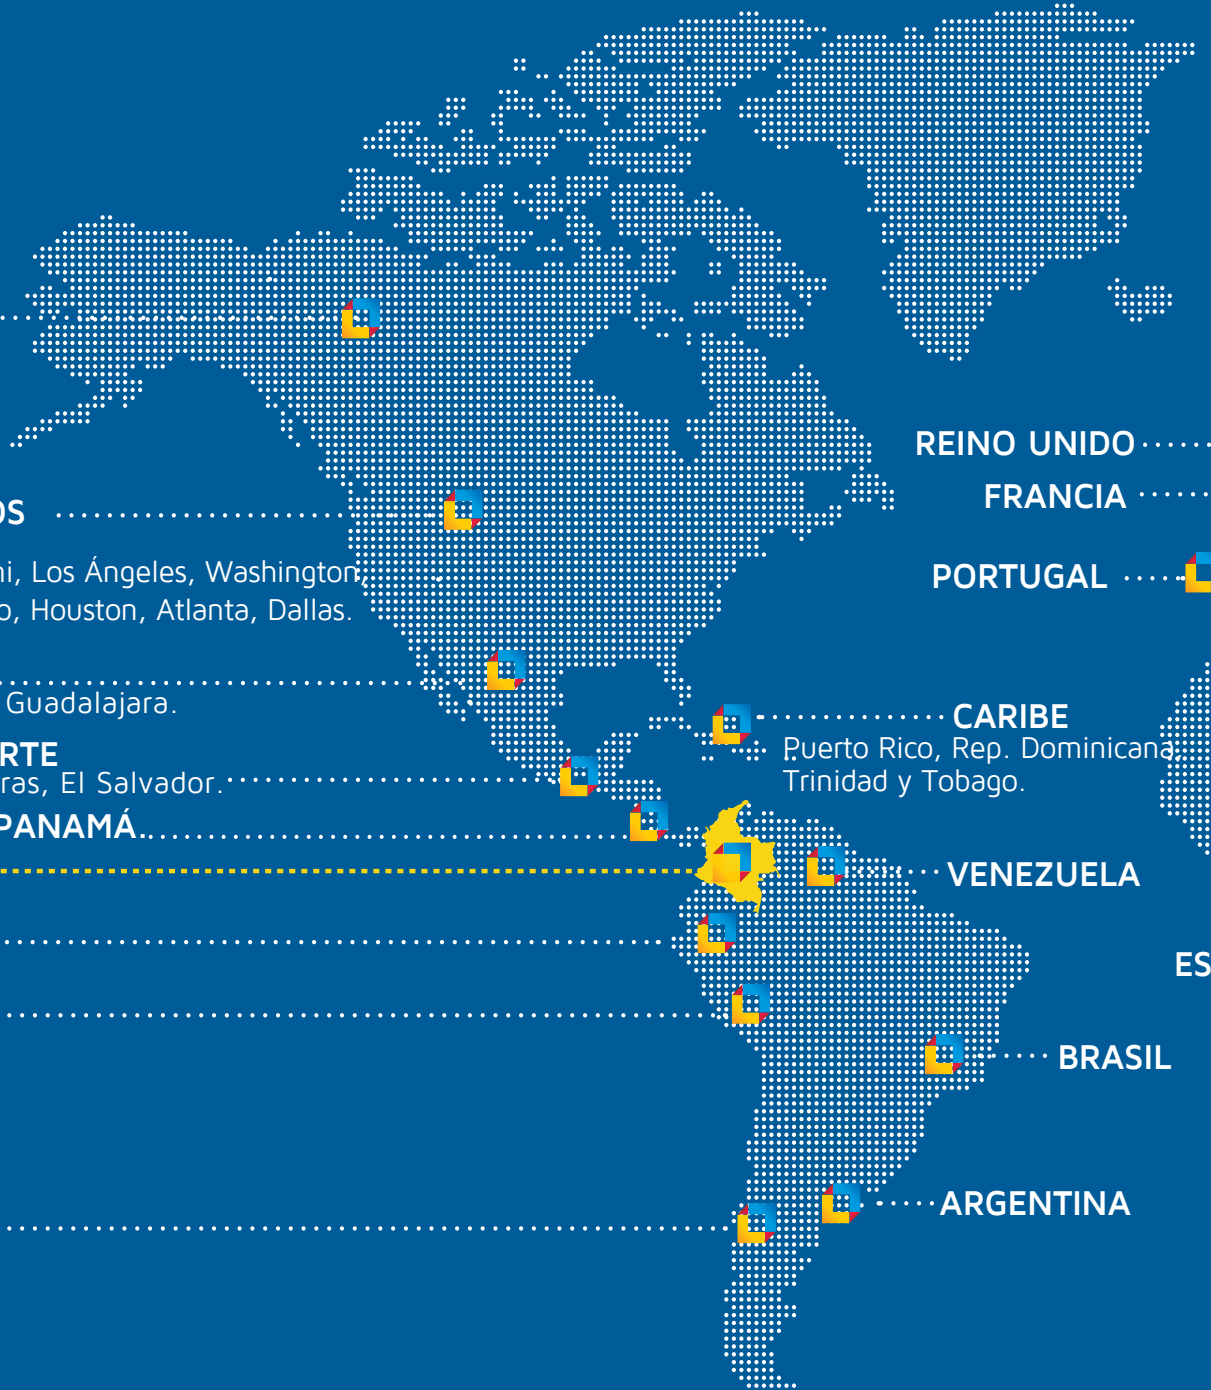 REINO UNIDO
FRANCIA
OS
PORTUGAL
ni, Los Ángeles, Washington,
o, Houston, Atlanta, Dallas.
Guadalajara.
CARIBE
Puerto Rico, Rep. Dominicana,
Trinidad y Tobago.
RTE
ras, El Salvador.
PANAMÁ.
VENEZUELA
ES
BRASIL
ARGENTINA